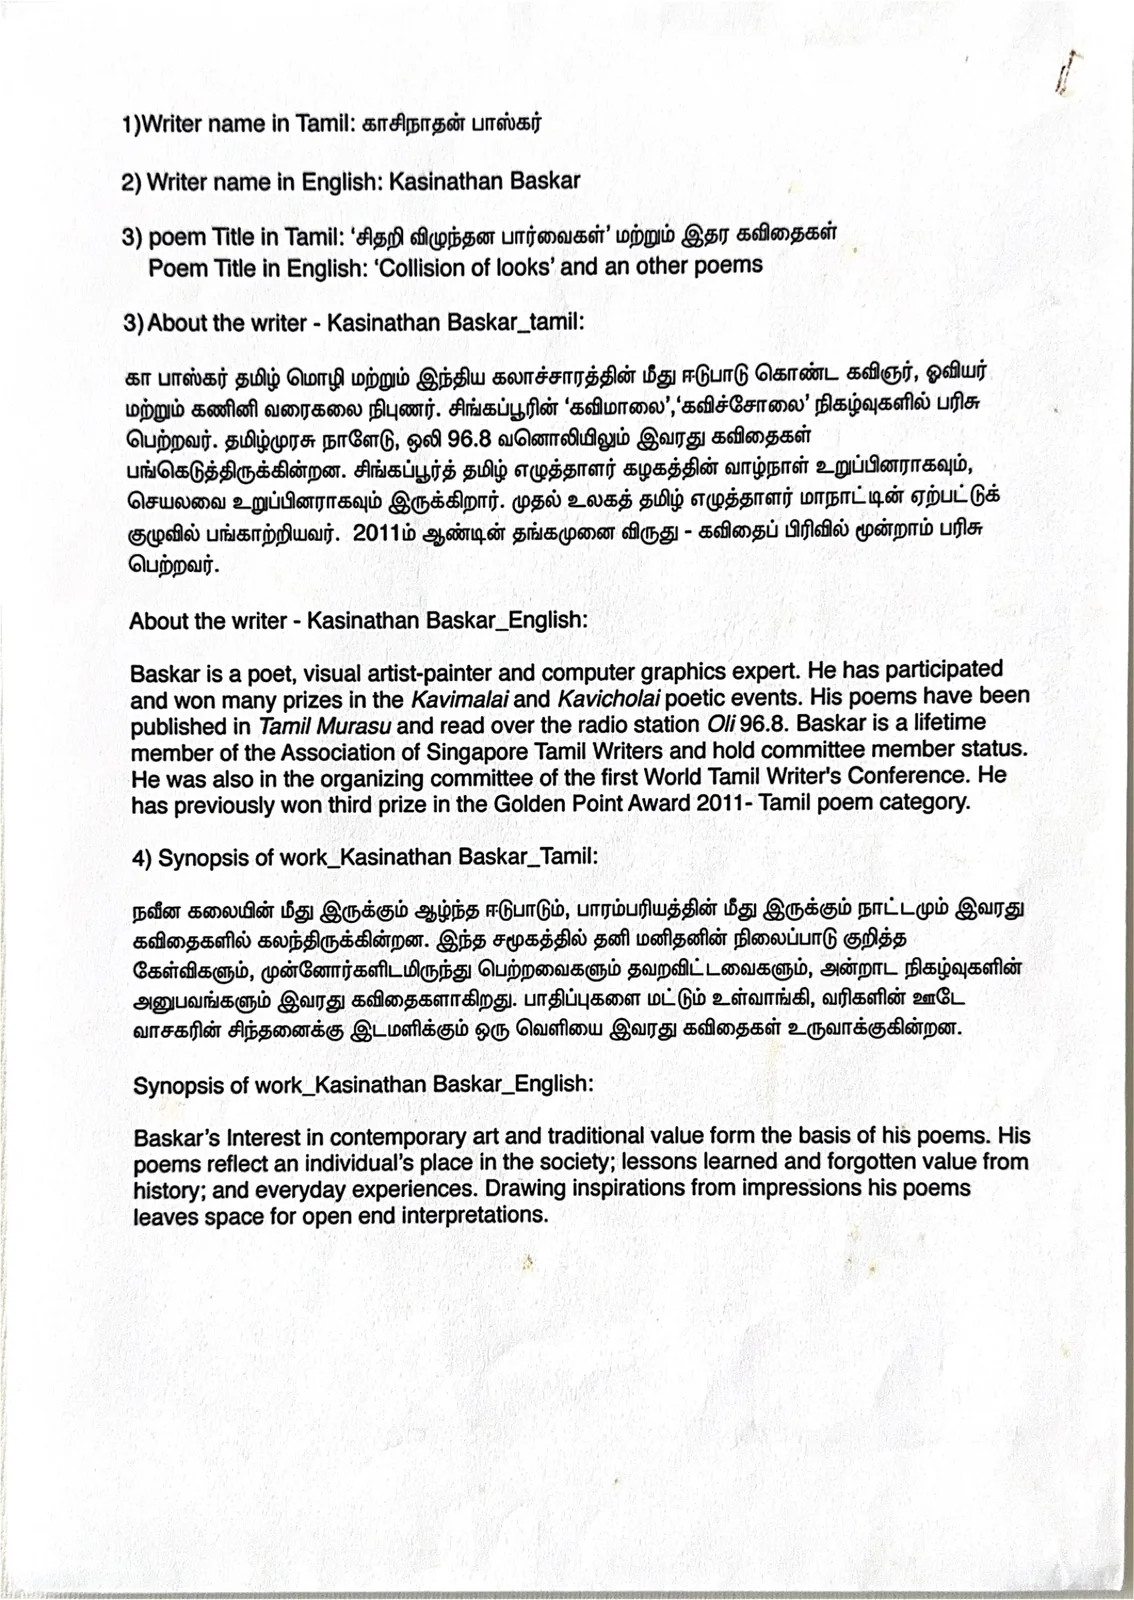 1)Writer name in Tamil: காசிநாதன் பாஸ்கர்
2) Writer name in English: Kasinathan Baskar
3) poem Title in Tamil: ‘சிதறி விழுந்தன பார்வைகள்’ மற்றும் இதர கவிதைகள்
Poem Title in English: ‘Collision of looks’ and an other poems
3)About the writer - Kasinathan Baskar_tamil:
கா பாஸ்கர் தமிழ் மொழி மற்றும் இந்திய கலாச்சாரத்தின் மீது ஈடுபாடு கொண்ட கவிஞர், ஓவியர்
மற்றும் கணினி வரைகலை நிபுணர். சிங்கப்பூரின் ‘கவிமாலை’,‘கவிச்சோலை’ நிகழ்வுகளில் பரிசு
பெற்றவர். தமிழ்முரசு நாளேடு, ஒலி 96.8 வனொலியிலும் இவரது கவிதைகள்
பங்கெடுத்திருக்கின்றன. சிங்கப்பூர்த் தமிழ் எழுத்தாளர் கழகத்தின் வாழ்நாள் உறுப்பினராகவும்,
செயலவை உறுப்பினராகவும் இருக்கிறார். முதல் உலகத் தமிழ் எழுத்தாளர் மாநாட்டின் ஏற்பட்டுக்
குழுவில் பங்காற்றியவர். 2011ம் ஆண்டின் தங்கமுனை விருது - கவிதைப் பிரிவில் மூன்றாம் பரிசு
பெற்றவர்.
About the writer - Kasinathan Baskar_English:
Baskar is a poet, visual artist-painter and computer graphics expert. He has participated
and won many prizes in the Kavimalai and Kavicholai poetic events. His poems have been
published in Tamil Murasu and read over the radio station Oli 96.8. Baskar is a lifetime
member of the Association of Singapore Tamil Writers and hold committee member status.
He was also in the organizing committee of the first World Tamil Writer's Conference. He
has previously won third prize in the Golden Point Award 2011- Tamil poem category.
4) Synopsis of work_Kasinathan Baskar_Tamil:
நவீன கலையின் மீது இருக்கும் ஆழ்ந்த ஈடுபாடும், பாரம்பரியத்தின் மீது இருக்கும் நாட்டமும் இவரது
கவிதைகளில் கலந்திருக்கின்றன. இந்த சமூகத்தில் தனி மனிதனின் நிலைப்பாடு குறித்த
கேள்விகளும், முன்னோர்களிடமிருந்து பெற்றவைகளும் தவறவிட்டவைகளும், அன்றாட நிகழ்வுகளின்
அனுபவங்களும் இவரது கவிதைகளாகிறது. பாதிப்புகளை மட்டும் உள்வாங்கி, வரிகளின் ஊடே
வாசகரின் சிந்தனைக்கு இடமளிக்கும் ஒரு வெளியை இவரது கவிதைகள் உருவாக்குகின்றன.
Synopsis of work_Kasinathan Baskar_English:
Baskar’s Interest in contemporary art and traditional value form the basis of his poems. His
poems reflect an individual’s place in the society; lessons learned and forgotten value from
history; and everyday experiences. Drawing inspirations from impressions his poems
leaves space for open end interpretations.